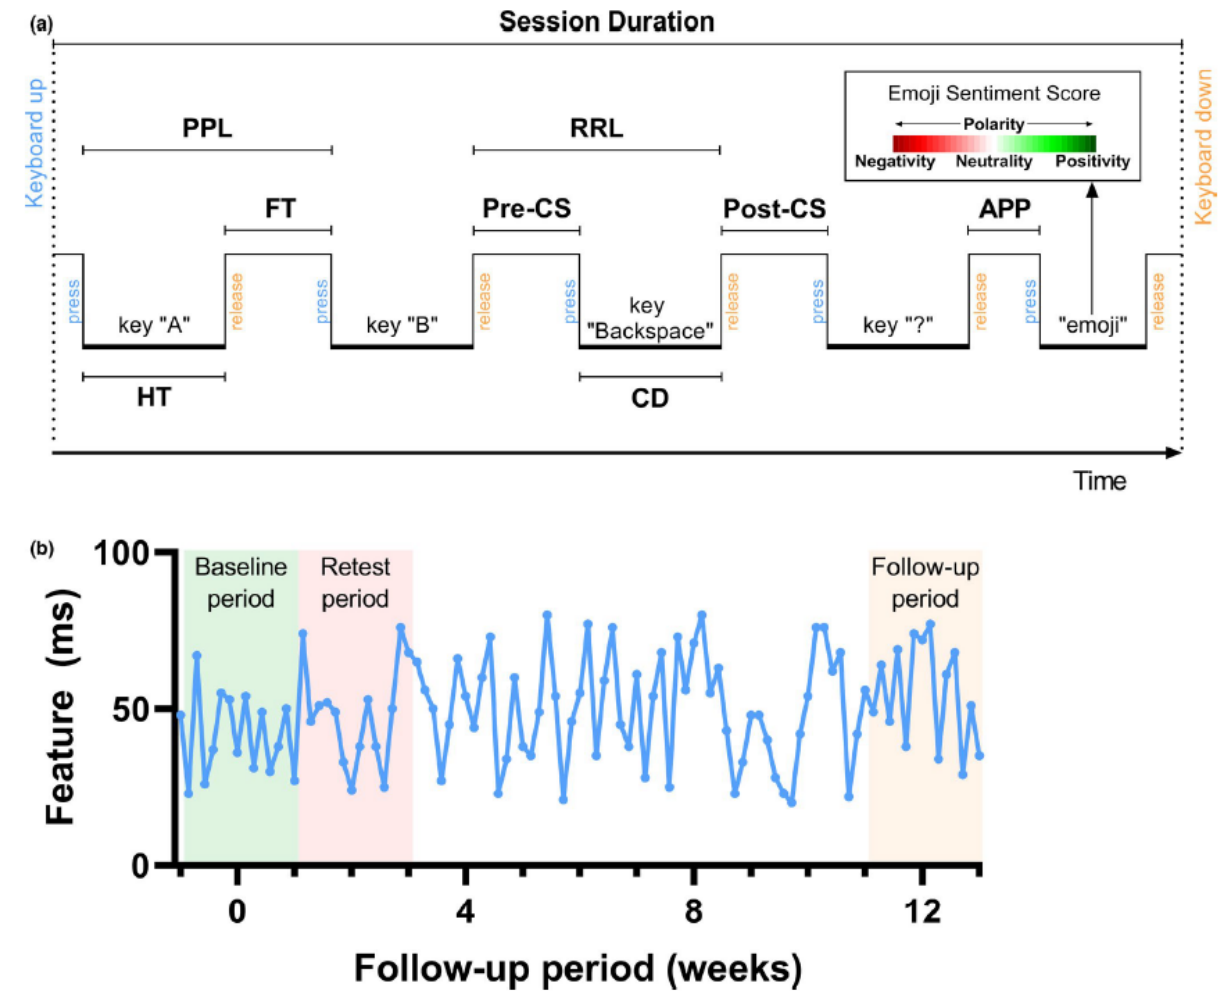 (a)
Session Duration
Keyboard up
Keyboard down
Emoji Sentiment Score
Polarity
Negativity Neutrality Positivity
PPL
RRL
FT
Pre-CS
Post-CS
APP
press
release
press
release
press
release
press
release
press
release
key "A"
key "B"
key
"Backspace"
key "?"
"emoji"
HT
CD
Time
(b)
100
50
0
Feature (ms)
Baseline
period
Retest
period
Follow-up
period
0 4 8 12
Follow-up period (weeks)